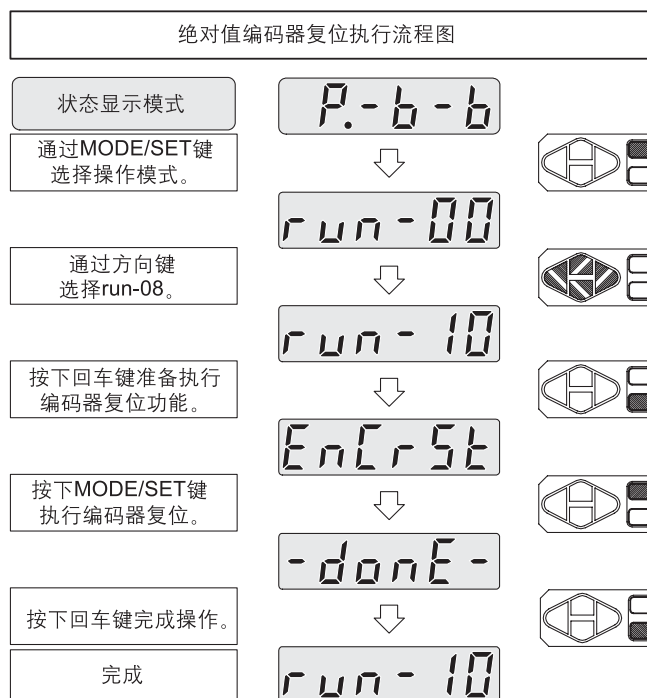 绝对值编码器复位执行流程图
状态显示模式
P.-b-b
通过MODE/SET键
选择操作模式。
run-00
通过方向键
选择run-08。
run-10
按下回车键准备执行
编码器复位功能。
EnCrSt
按下MODE/SET键
执行编码器复位。
-donE-
按下回车键完成操作。
完成
run-10